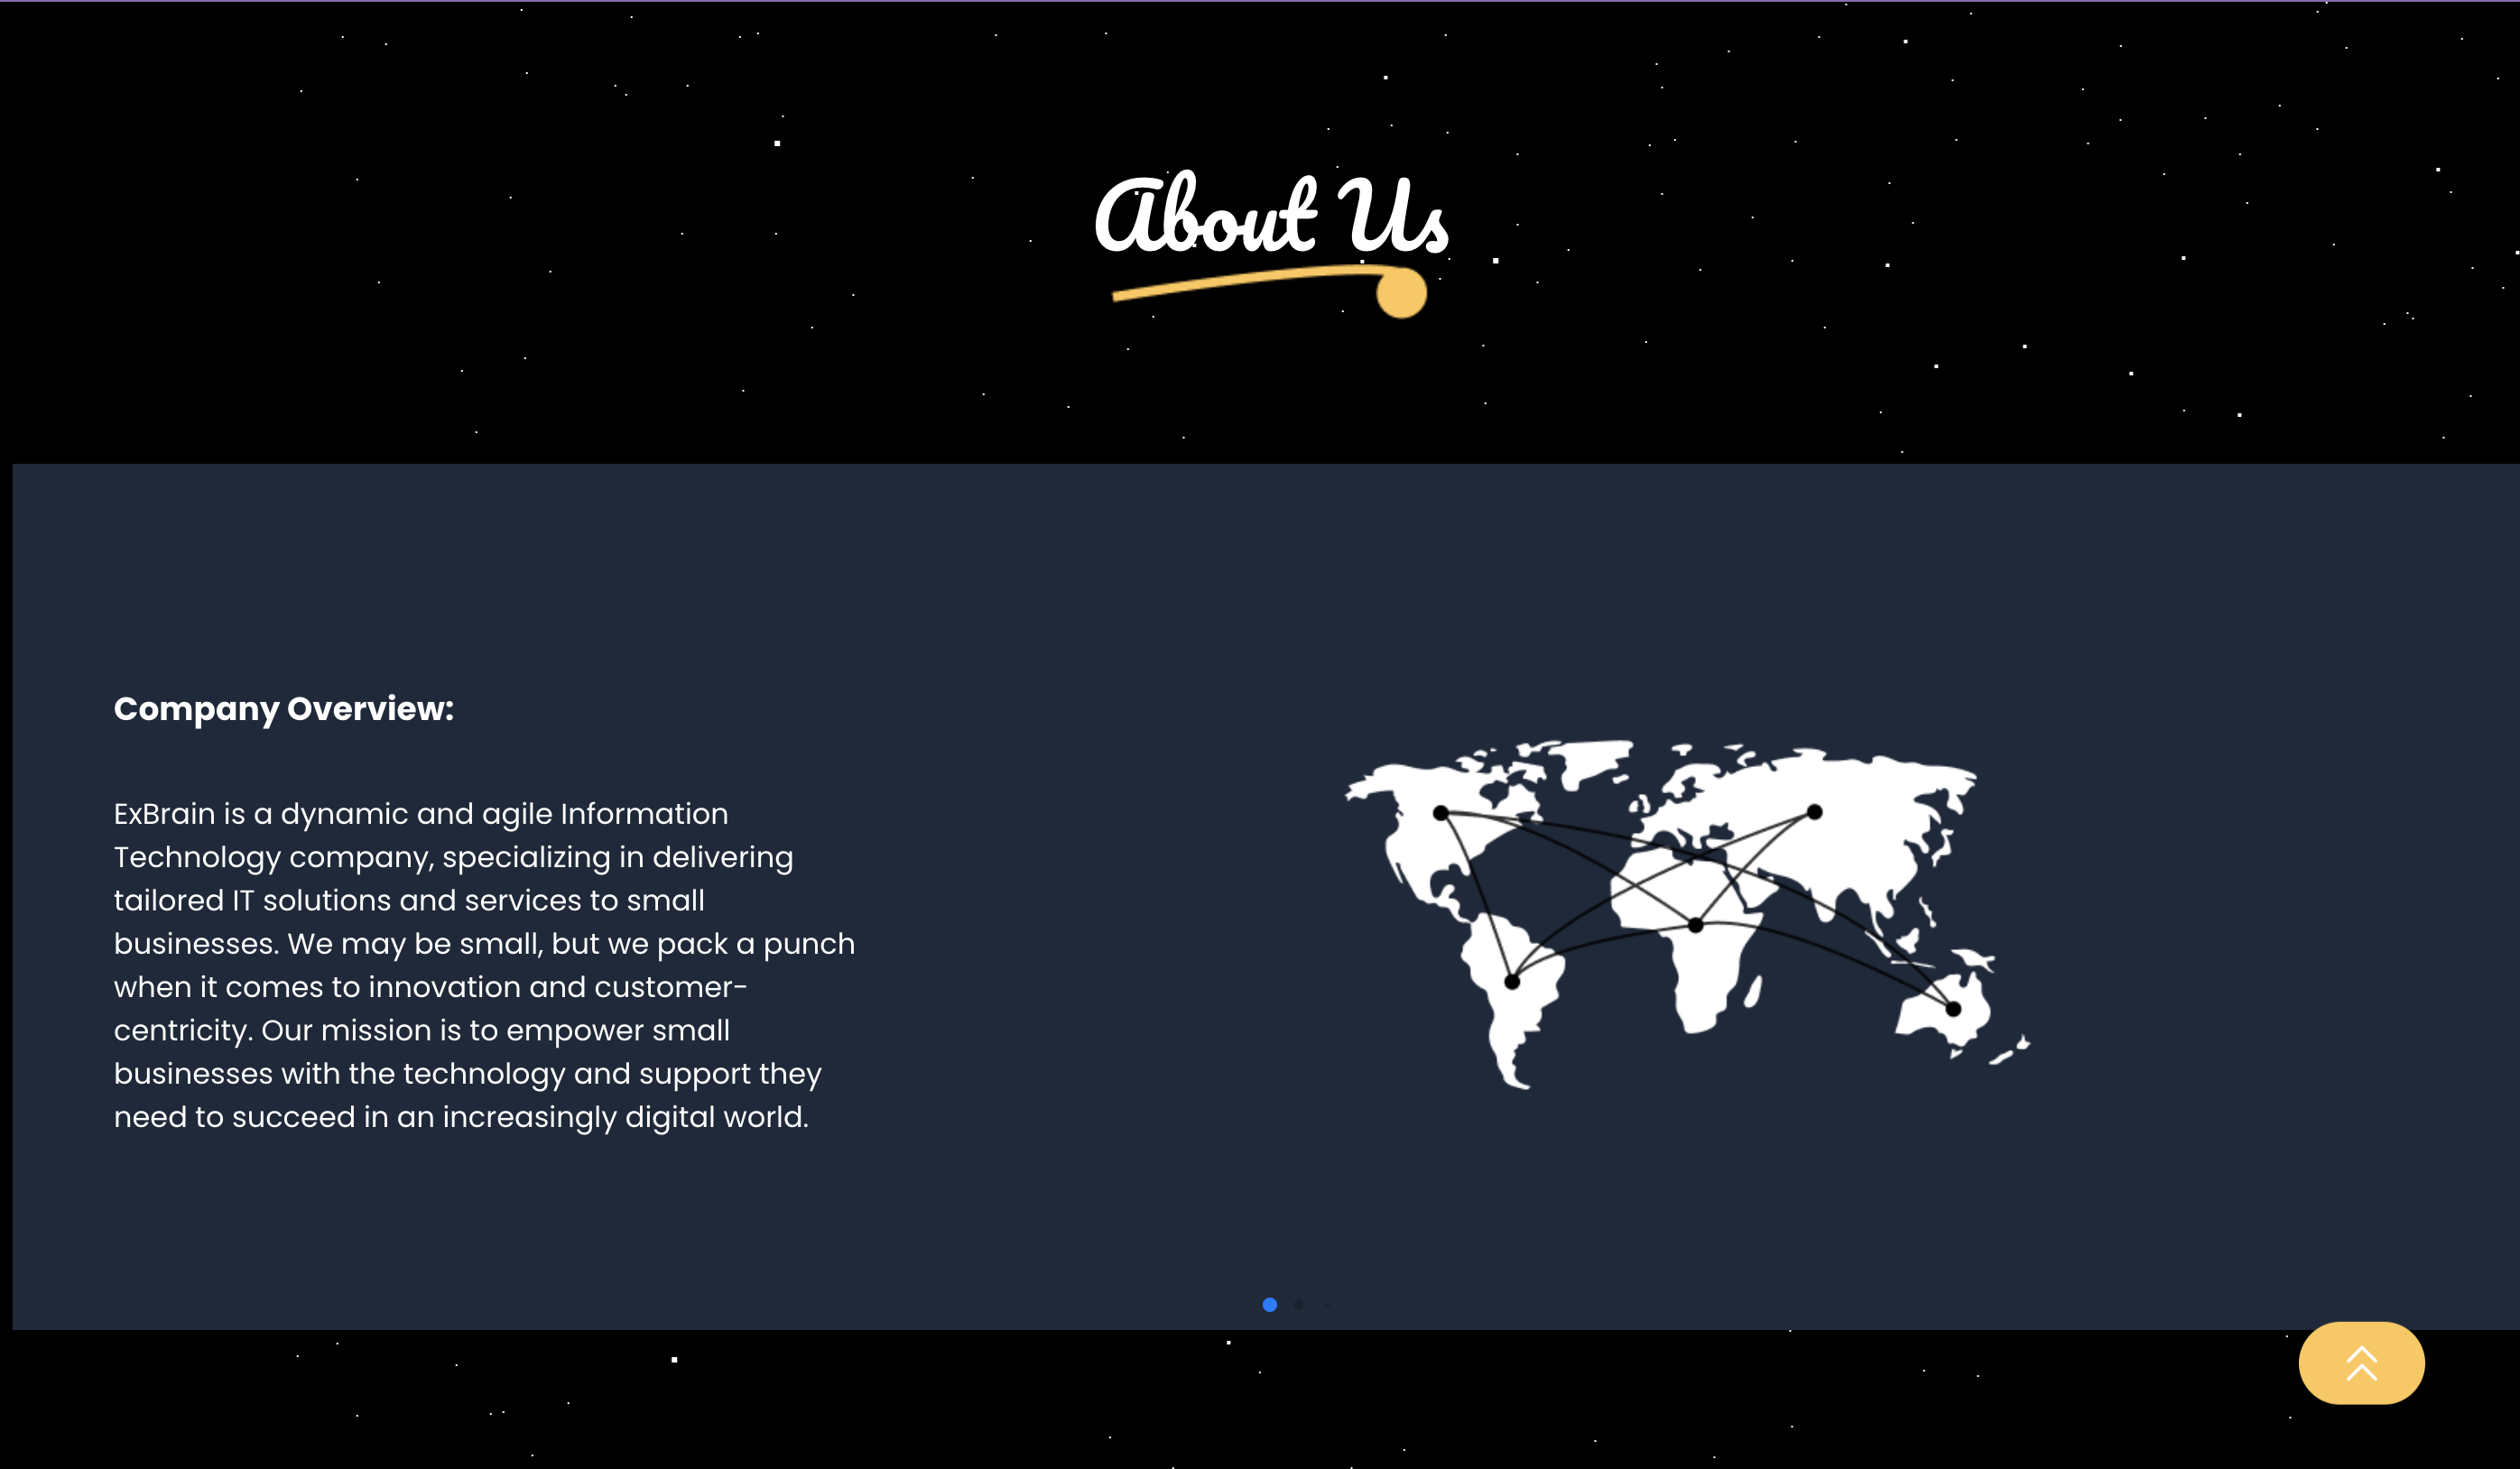 About Us
Company Overview:
ExBrain is a dynamic and agile Information
Technology company, specializing in delivering
tailored IT solutions and services to small
businesses. We may be small, but we pack a punch
when it comes to innovation and customer-
centricity. Our mission is to empower small
businesses with the technology and support they
need to succeed in an increasingly digital world.